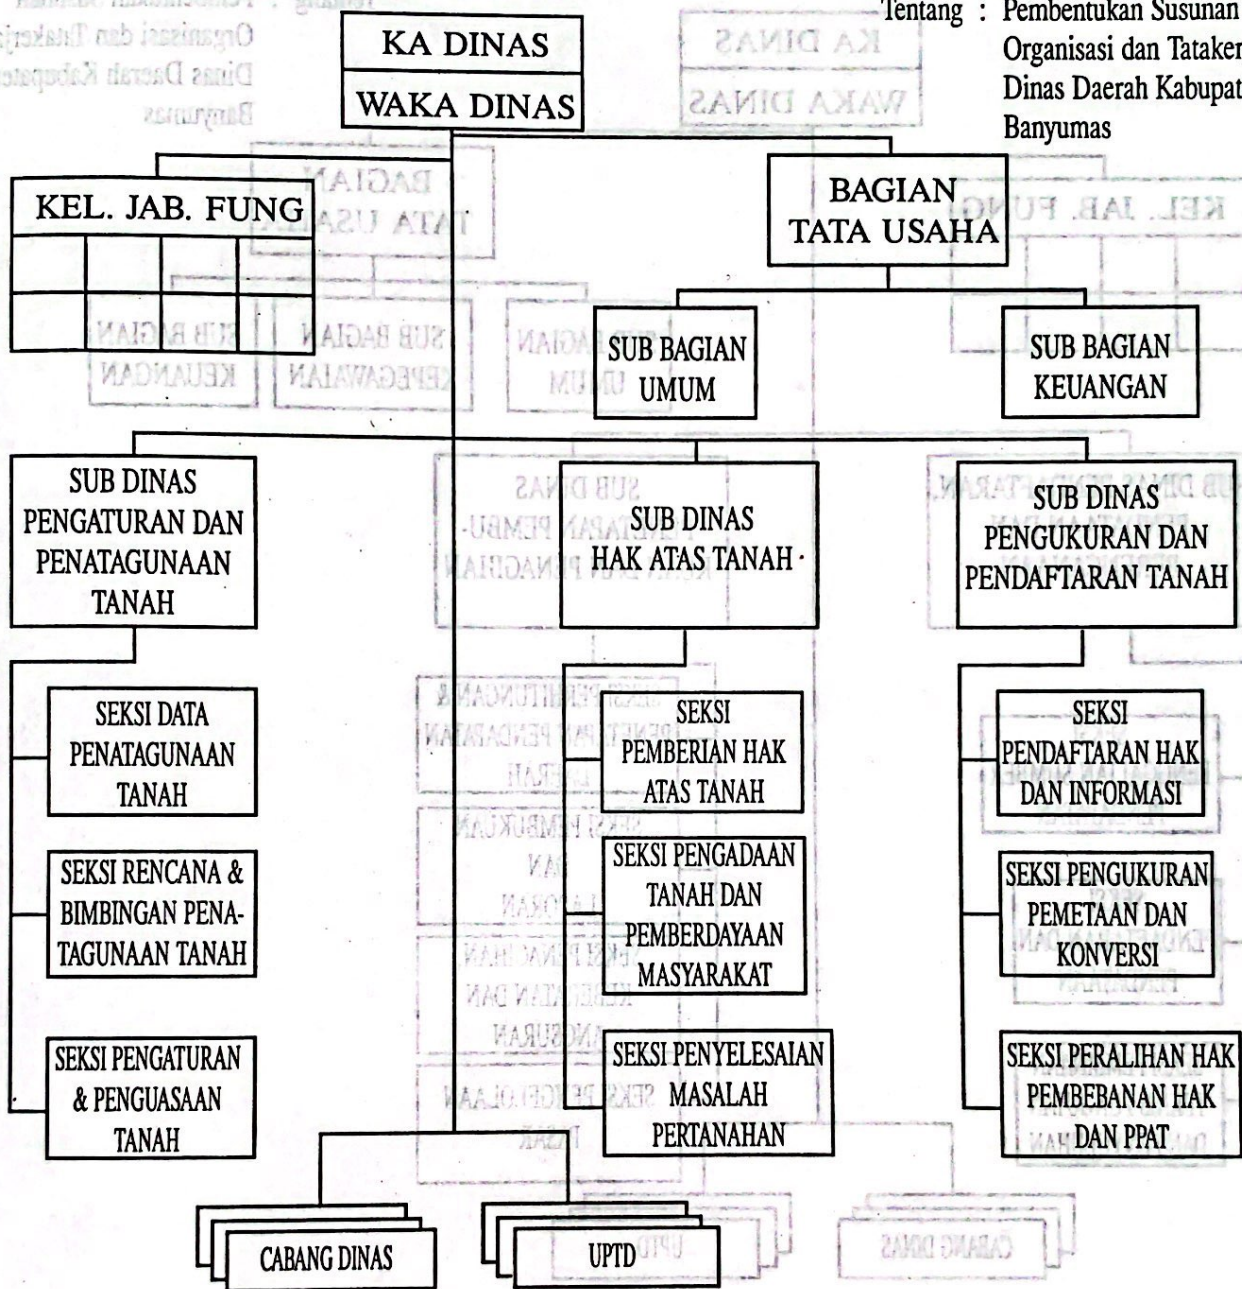 Tentang : Pembentukan Susunan
Organisasi dan Tataker
Dinas Daerah Kabupat
Banyumas
KA DINAS
WAKA DINAS
KEL. JAB. FUNG
BAGIAN
TATA USAHA
SUB BAGIAN
UMUM
SUB BAGIAN
KEUANGAN
SUB DINAS
PENGATURAN DAN
PENATAGUNAAN
TANAH
SUB DINAS
HAK ATAS TANAH
SUB DINAS
PENGUKURAN DAN
PENDAFTARAN TANAH
SEKSI DATA
PENATAGUNAAN
TANAH
SEKSI RENCANA &
BIMBINGAN PENA-
TAGUNAAN TANAH
SEKSI PENGATURAN
& PENGUASAAN
TANAH
SEKSI
PEMBERIAN HAK
ATAS TANAH
SEKSI PENGADAAN
TANAH DAN
PEMBERDAYAAN
MASYARAKAT
SEKSI PENYELESAIAN
MASALAH
PERTANAHAN
SEKSI
PENDAFTARAN HAK
DAN INFORMASI
SEKSI PENGUKURAN
PEMETAAN DAN
KONVERSI
SEKSI PERALIHAN HAK
PEMBEBANAN HAK
DAN PPAT
CABANG DINAS
UPTD